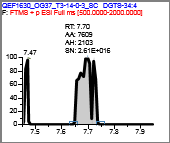 QEF1630_OG37_T3-14-0-3_SC DGTS-34:4
F: FTMS + p ESI Full ms [500.0000-2000.0000]
7.47
RT: 7.70
AA: 7609
AH: 2103
SN: 2.61E+016
100
80
60
40
20
0
7.5 7.6 7.7 7.8 7.9